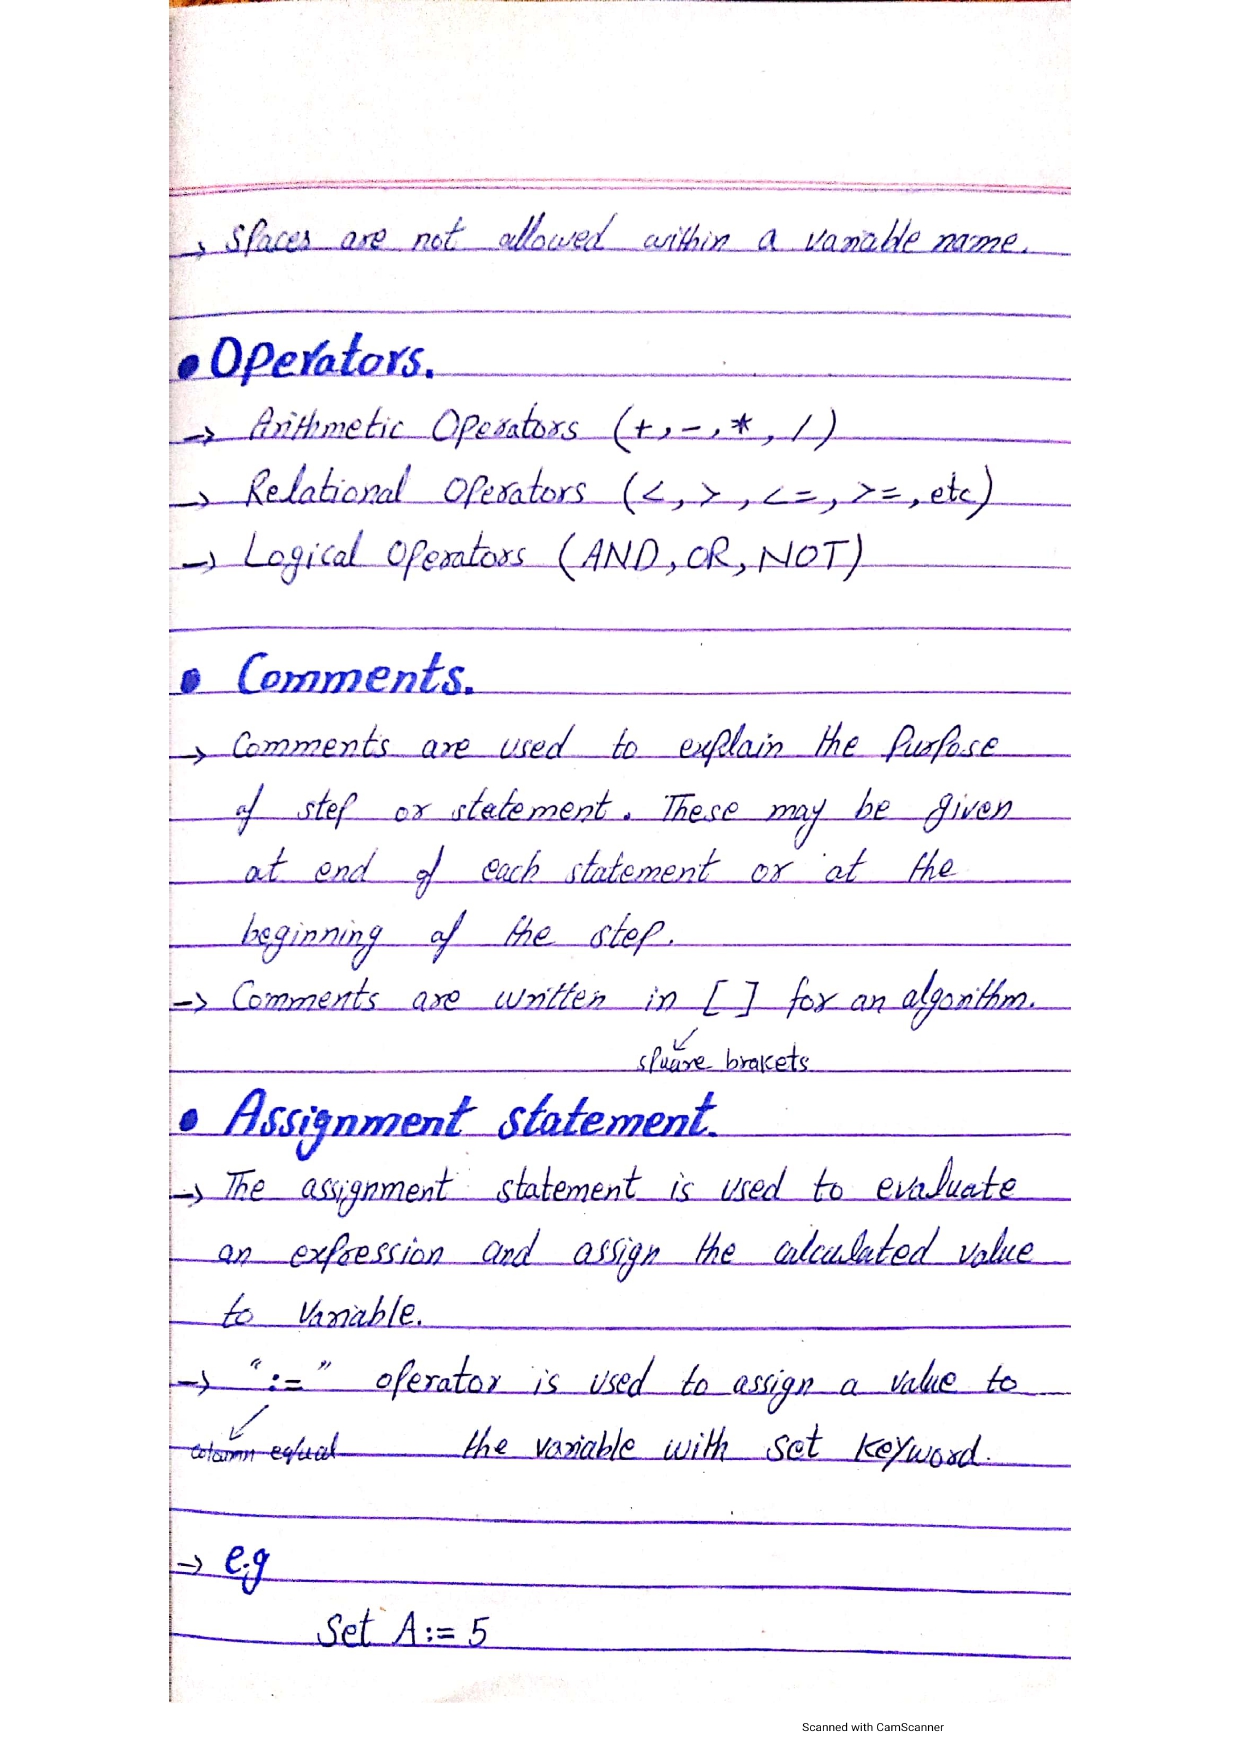 → Spaces are not allowed within a variable name.
• Operators.
→ Arithmetic Operators (+, -, *, /)
→ Relational Operators (<, >, <=, >=, etc)
→ Logical Operators (AND, OR, NOT)
• Comments.
→ Comments are used to explain the Purpose
of step or statement. These may be given
at end of each statement or at the
beginning of the step.
→ Comments are written in [ ] for an algorithm.
square brakets
• Assignment statement.
→ The assignment statement is used to evaluate
an expression and assign the calculated value
to variable.
→ ":=" operator is used to assign a value to
column equal the variable with set keyword.
→ e.g
Set A:= 5
Scanned with CamScanner